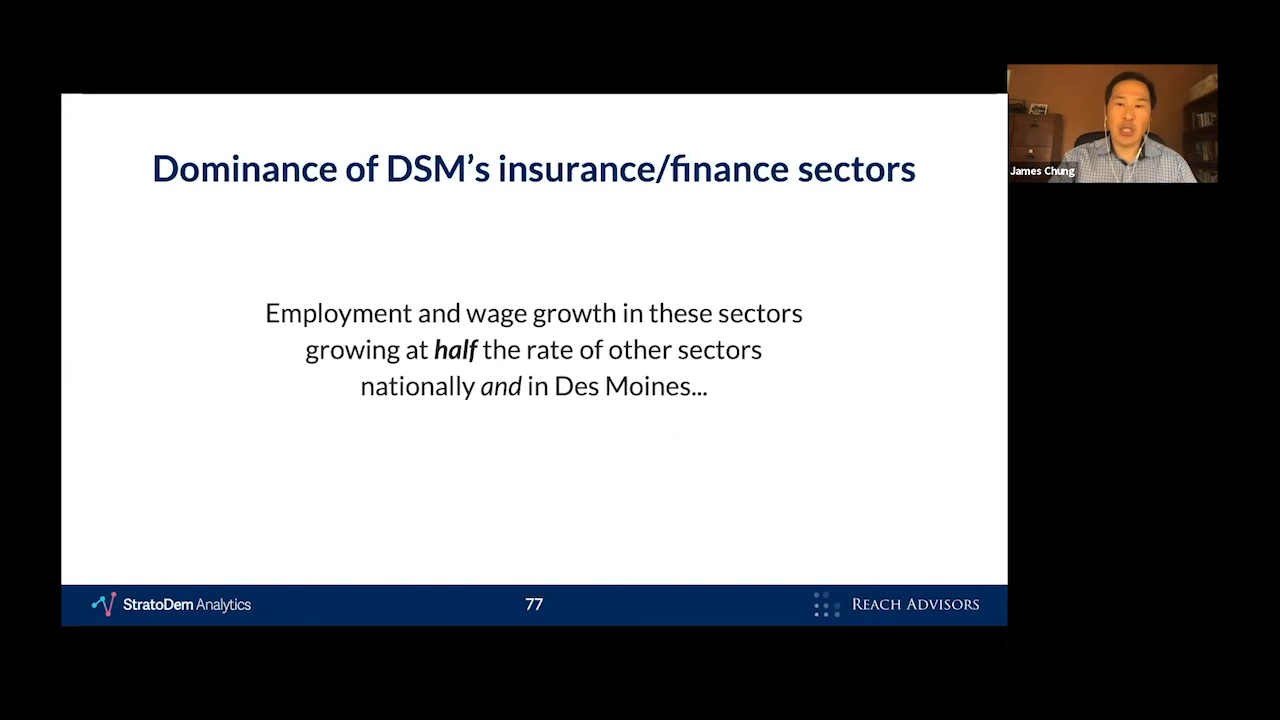 Dominance of DSM's insurance/finance sectors
James Chung
Employment and wage growth in these sectors
growing at half the rate of other sectors
nationally and in Des Moines...
StratoDem Analytics
77
REACH ADVISORS